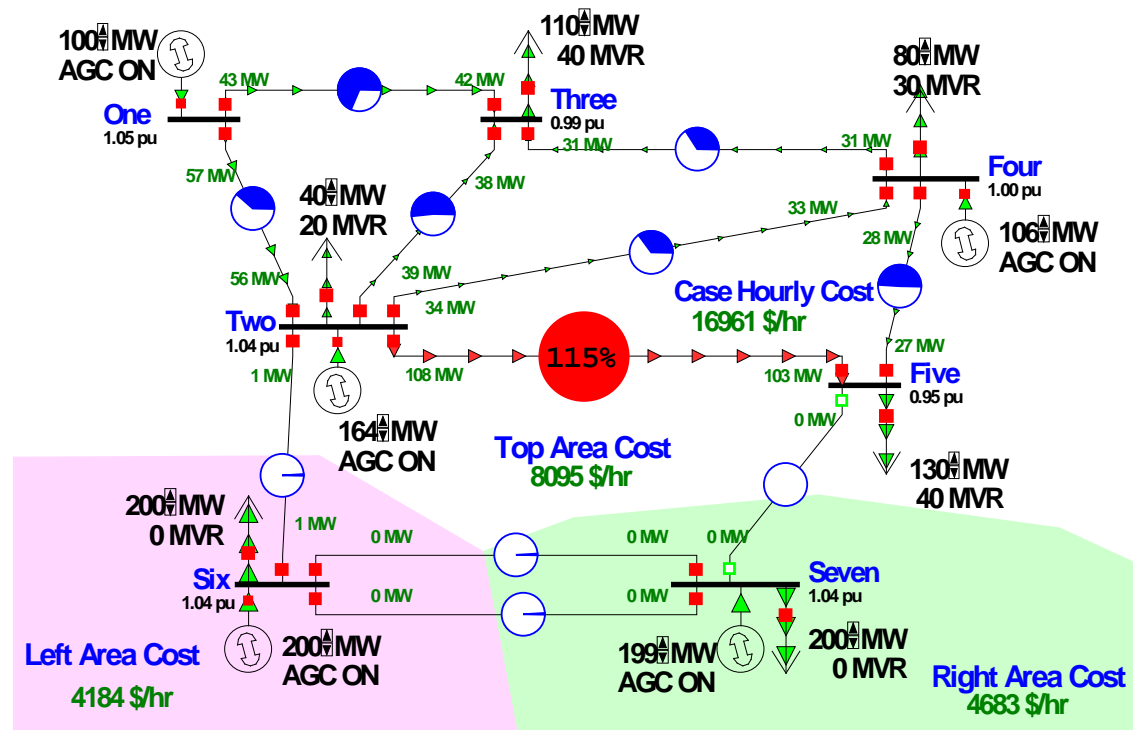 100 MW
AGC ON
43 MW
42 MW
110 MW
40 MVR
80 MW
30 MVR
One
1.05 pu
Three
0.99 pu
31 MW
31 MW
Four
1.00 pu
57 MW
40 MW
20 MVR
38 MW
33 MW
28 MW
106 MW
AGC ON
56 MW
39 MW
34 MW
Case Hourly Cost
16961 $/hr
Two
1.04 pu
1 MW
108 MW
115%
103 MW
27 MW
Five
0.95 pu
0 MW
164 MW
AGC ON
Top Area Cost
8095 $/hr
130 MW
40 MVR
200 MW
0 MVR
1 MW
0 MW
0 MW
0 MW
Six
1.04 pu
0 MW
0 MW
Seven
1.04 pu
200 MW
AGC ON
199 MW
AGC ON
200 MW
0 MVR
Left Area Cost
4184 $/hr
Right Area Cost
4683 $/hr